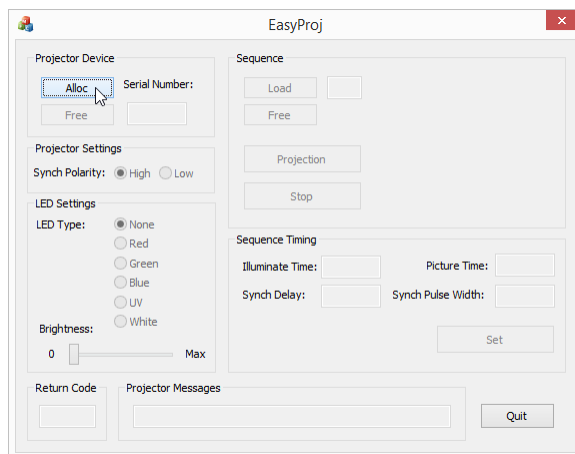 EasyProj
Projector Device
Alloc
Serial Number:
Free
Projector Settings
Synch Polarity: High Low
LED Settings
LED Type: None
Red
Green
Blue
UV
White
Brightness:
0 Max
Sequence
Load
Free
Projection
Stop
Sequence Timing
Illuminate Time: Picture Time:
Synch Delay: Synch Pulse Width:
Set
Return Code
Projector Messages
Quit